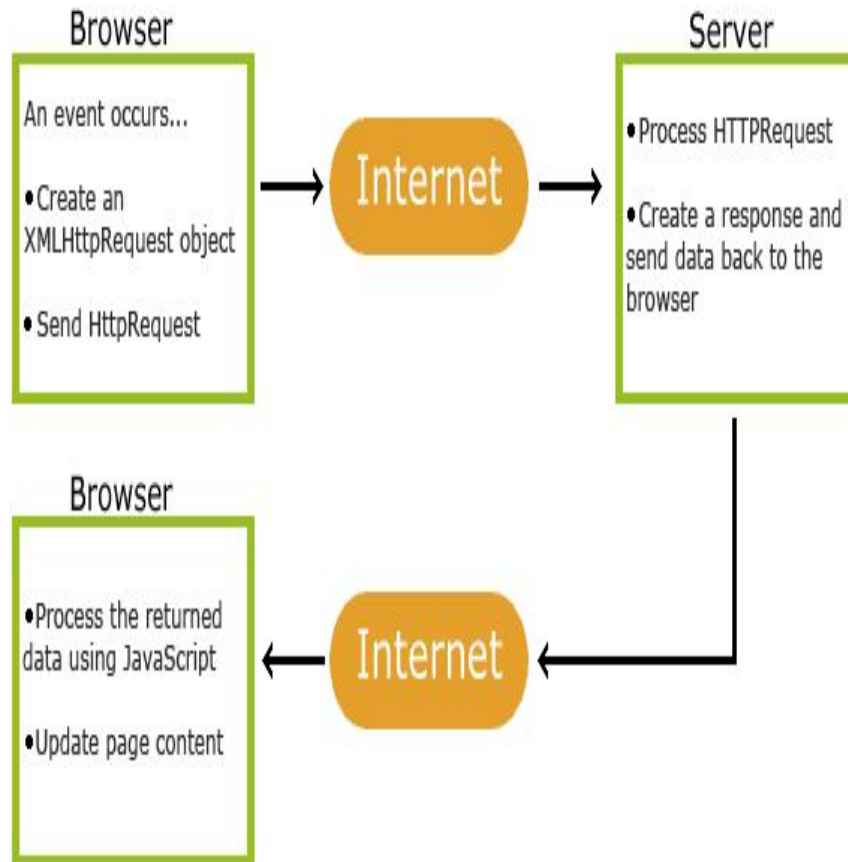 Browser
An event occurs...
•Create an
XMLHttpRequest object
•Send HttpRequest
Internet
Server
•Process HTTPRequest
•Create a response and
send data back to the
browser
Browser
•Process the returned
data using JavaScript
•Update page content
Internet